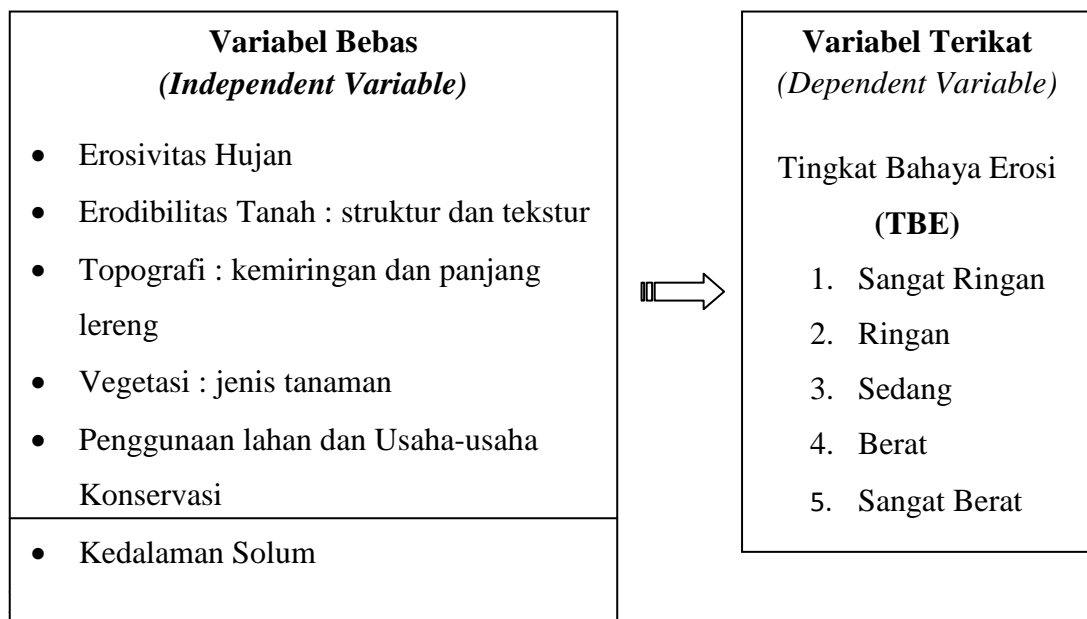 Variabel Bebas
(Independent Variable)
• Erosivitas Hujan
• Erodibilitas Tanah : struktur dan tekstur
• Topografi : kemiringan dan panjang
lereng
• Vegetasi : jenis tanaman
• Penggunaan lahan dan Usaha-usaha
Konservasi
• Kedalaman Solum
Variabel Terikat
(Dependent Variable)
Tingkat Bahaya Erosi
(TBE)
1. Sangat Ringan
2. Ringan
3. Sedang
4. Berat
5. Sangat Berat